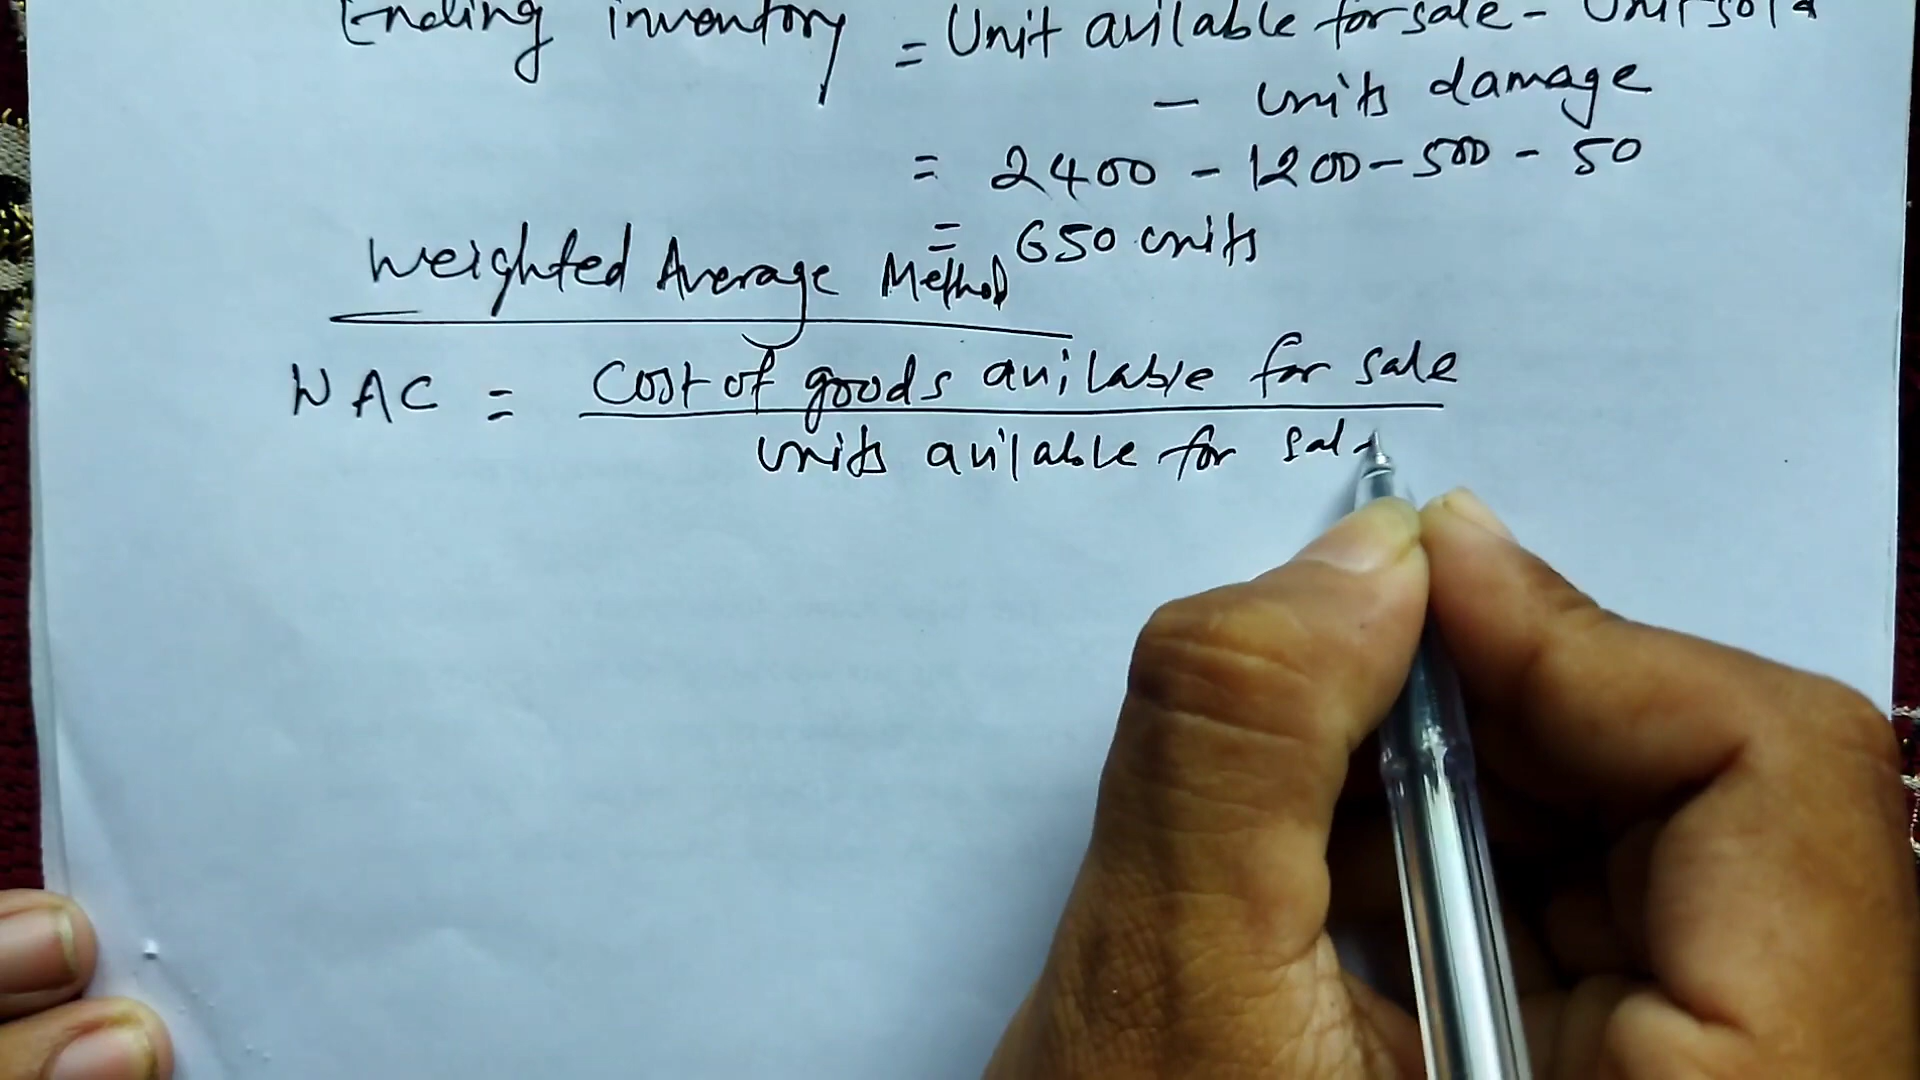 Ending inventory = Unit avilable for sale - Unit sold
- units damage
= 2400 - 1200 - 500 - 50
= 650 units
Weighted Average Method
WAC = Cost of goods avilable for sale
units avilable for sale